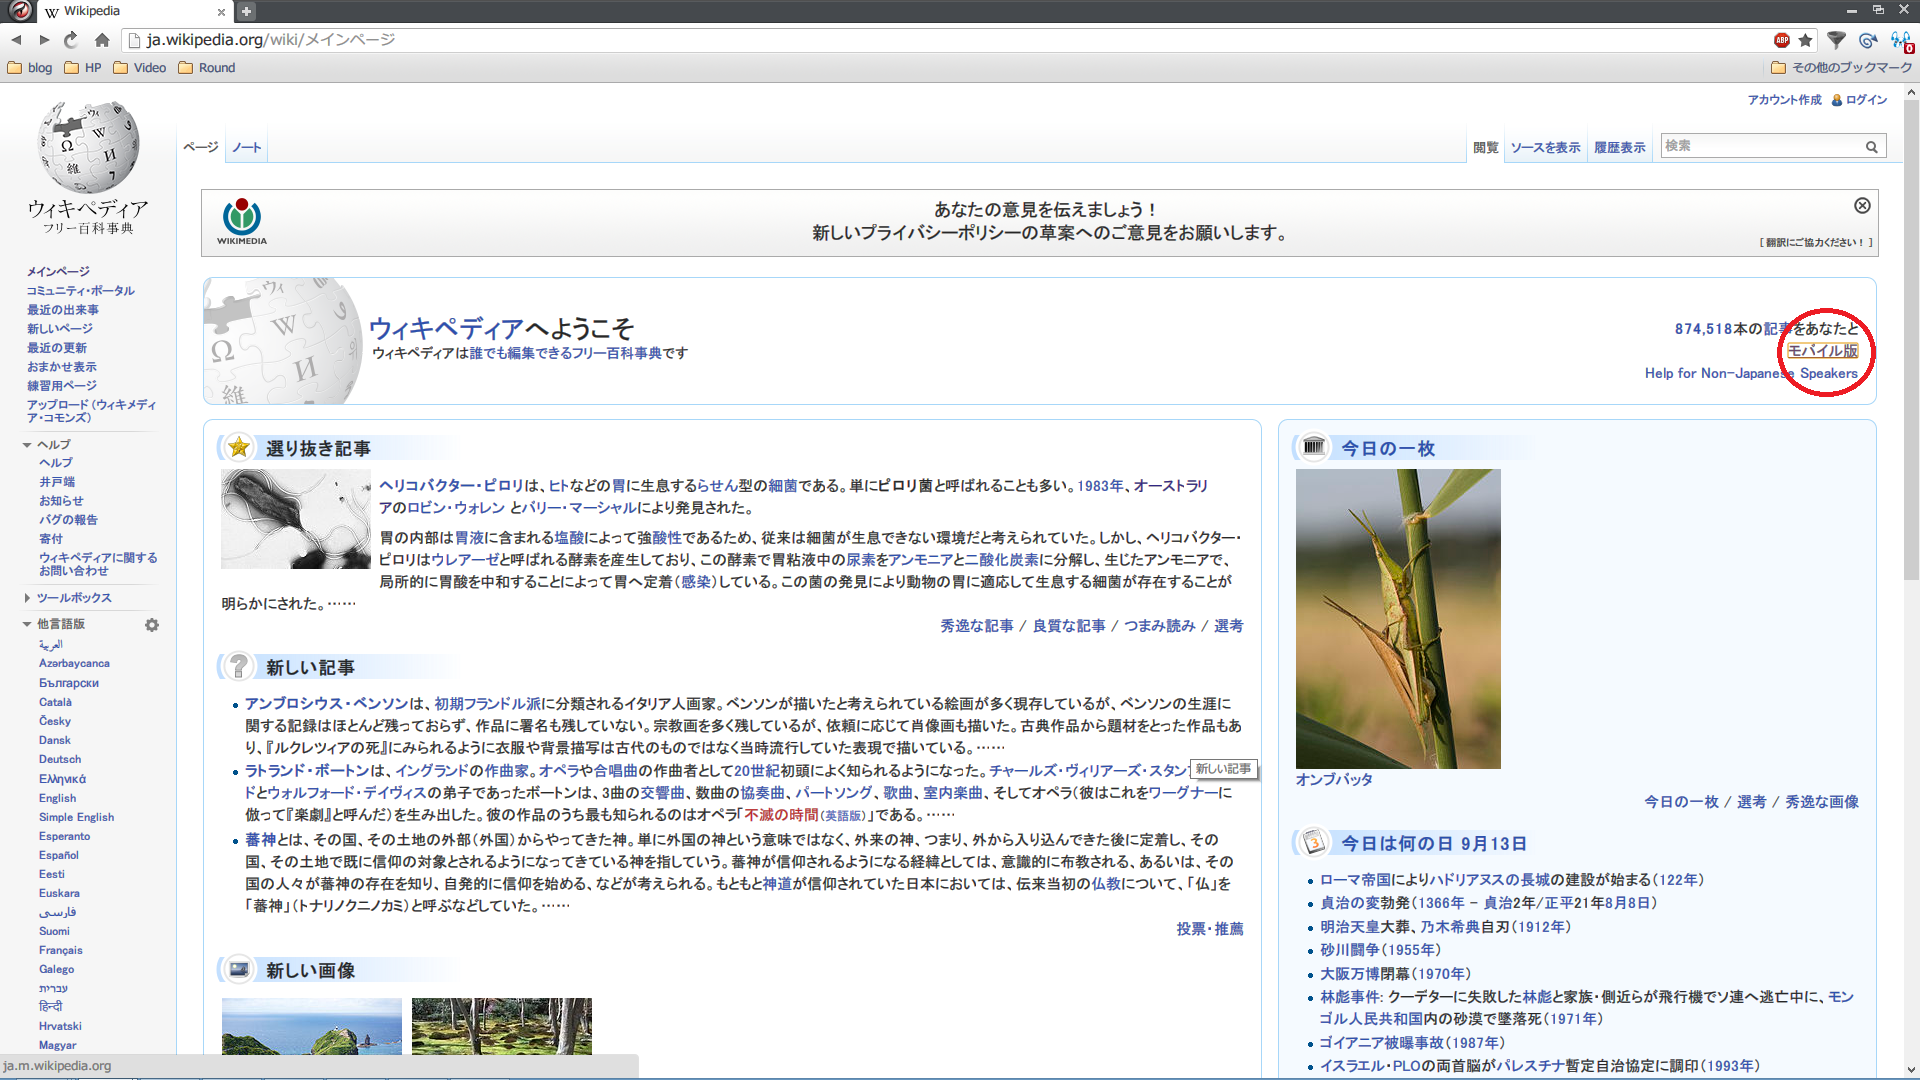 Wikipedia
ja.wikipedia.org/wiki/メインページ
ABP
0
blog
HP
Video
Round
その他のブックマーク
アカウント作成
ログイン
ページ
ノート
閲覧
ソースを表示
履歴表示
検索
ウィキペディア
フリー百科事典
WIKIMEDIA
あなたの意見を伝えましょう!
新しいプライバシーポリシーの草案へのご意見をお願いします。
[ 翻訳にご協力ください! ]
メインページ
コミュニティ・ポータル
最近の出来事
新しいページ
最近の更新
おまかせ表示
練習用ページ
アップロード (ウィキメディ
ア・コモンズ)
ヘルプ
ヘルプ
井戸端
お知らせ
バグの報告
寄付
ウィキペディアに関する
お問い合わせ
ツールボックス
他言語版
العربية
Azərbaycanca
Български
Català
Česky
Dansk
Deutsch
Ελληνικά
English
Simple English
Esperanto
Español
Eesti
Euskara
فارسی
Suomi
Français
Galego
עברית
हिन्दी
Hrvatski
Magyar
ja.m.wikipedia.org
ウィキペディアへようこそ
ウィキペディアは誰でも編集できるフリー百科事典です
874,518本の記事をあなたと
モバイル版
Help for Non-Japanese Speakers
選り抜き記事
ヘリコバクター・ピロリは、ヒトなどの胃に生息するらせん型の細菌である。単にピロリ菌と呼ばれることも多い。1983年、オーストラリ
アのロビン・ウォレン とバリー・マーシャルにより発見された。
胃の内部は胃液に含まれる塩酸によって強酸性であるため、従来は細菌が生息できない環境だと考えられていた。しかし、ヘリコバクター・
ピロリはウレアーゼと呼ばれる酵素を産生しており、この酵素で胃粘液中の尿素をアンモニアと二酸化炭素に分解し、生じたアンモニアで、
局所的に胃酸を中和することによって胃へ定着(感染)している。この菌の発見により動物の胃に適応して生息する細菌が存在することが
明らかにされた。……
秀逸な記事 / 良質な記事 / つまみ読み / 選考
新しい記事
アンブロシウス・ベンソンは、初期フランドル派に分類されるイタリア人画家。ベンソンが描いたと考えられている絵画が多く現存しているが、ベンソンの生涯に
関する記録はほとんど残っておらず、作品に署名も残していない。宗教画を多く残しているが、依頼に応じて肖像画も描いた。古典作品から題材をとった作品もあ
り、『ルクレツィアの死』にみられるように衣服や背景描写は古代のものではなく当時流行していた表現で描いている。……
ラトランド・ボートンは、イングランドの作曲家。オペラや合唱曲の作曲者として20世紀初頭によく知られるようになった。チャールズ・ヴィリアーズ・スタン
新しい記事
ドとウォルフォード・デイヴィスの弟子であったボートンは、3曲の交響曲、数曲の協奏曲、パートソング、歌曲、室内楽曲、そしてオペラ(彼はこれをワーグナーに
倣って『楽劇』と呼んだ)を生み出した。彼の作品のうち最も知られるのはオペラ「不滅の時間(英語版)」である。……
蕃神とは、その国、その土地の外部(外国)からやってきた神。単に外国の神という意味ではなく、外来の神、つまり、外から入り込んできた後に定着し、その
国、その土地で既に信仰の対象とされるようになってきている神を指していう。蕃神が信仰されるようになる経緯としては、意識的に布教される、あるいは、その
国の人々が蕃神の存在を知り、自発的に信仰を始める、などが考えられる。もともと神道が信仰されていた日本においては、伝来当初の仏教について、「仏」を
「蕃神」(トナリノクニノカミ)と呼ぶなどしていた。……
投票・推薦
新しい画像
今日の一枚
オンブバッタ
今日の一枚 / 選考 / 秀逸な画像
3
今日は何の日 9月13日
ローマ帝国によりハドリアヌスの長城の建設が始まる(122年)
貞治の変勃発(1366年 - 貞治2年/正平21年8月8日)
明治天皇大葬、乃木希典自刃(1912年)
砂川闘争(1955年)
大阪万博閉幕(1970年)
林彪事件: クーデターに失敗した林彪と家族・側近らが飛行機でソ連へ逃亡中に、モン
ゴル人民共和国内の砂漠で墜落死(1971年)
ゴイアニア被曝事故(1987年)
イスラエル・PLOの両首脳がパレスチナ暫定自治協定に調印(1993年)